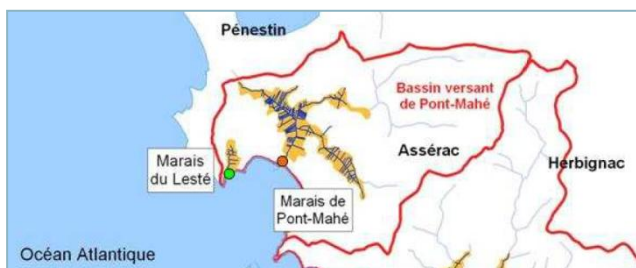 Pénestin
Bassin versant
de Pont-Mahé
Assérac
Herbignac
Marais
du Lesté
Marais de
Pont-Mahé
Océan Atlantique